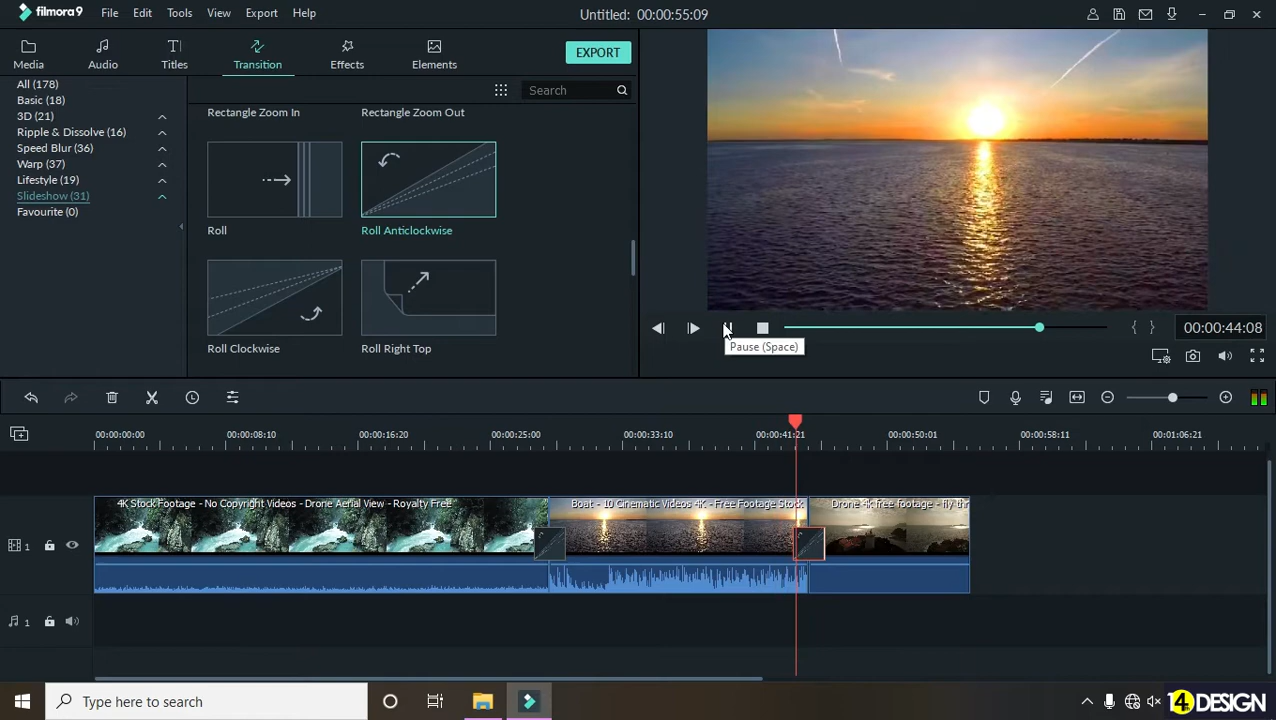 filmora9 File Edit Tools View Export Help Untitled: 00:00:55:09
Media Audio Titles Transition Effects Elements EXPORT
All (178)
Basic (18)
3D (21)
Ripple & Dissolve (16)
Speed Blur (36)
Warp (37)
Lifestyle (19)
Slideshow (31)
Favourite (0)
Search
Rectangle Zoom In Rectangle Zoom Out
Roll Roll Anticlockwise
Roll Clockwise Roll Right Top
{ } 00:00:44:08
Pause (Space)
00:00:00:00 00:00:08:10 00:00:16:20 00:00:25:00 00:00:33:10 00:00:41:21 00:00:50:01 00:00:58:11 00:01:06:21
4K Stock Footage - No Copyright Videos - Drone Aerial View - Royalty Free Boat - 10 Cinematic Videos 4K - Free Footage Stock Drone 4k free footage - fly thr
1
1
Type here to search
4 DESIGN